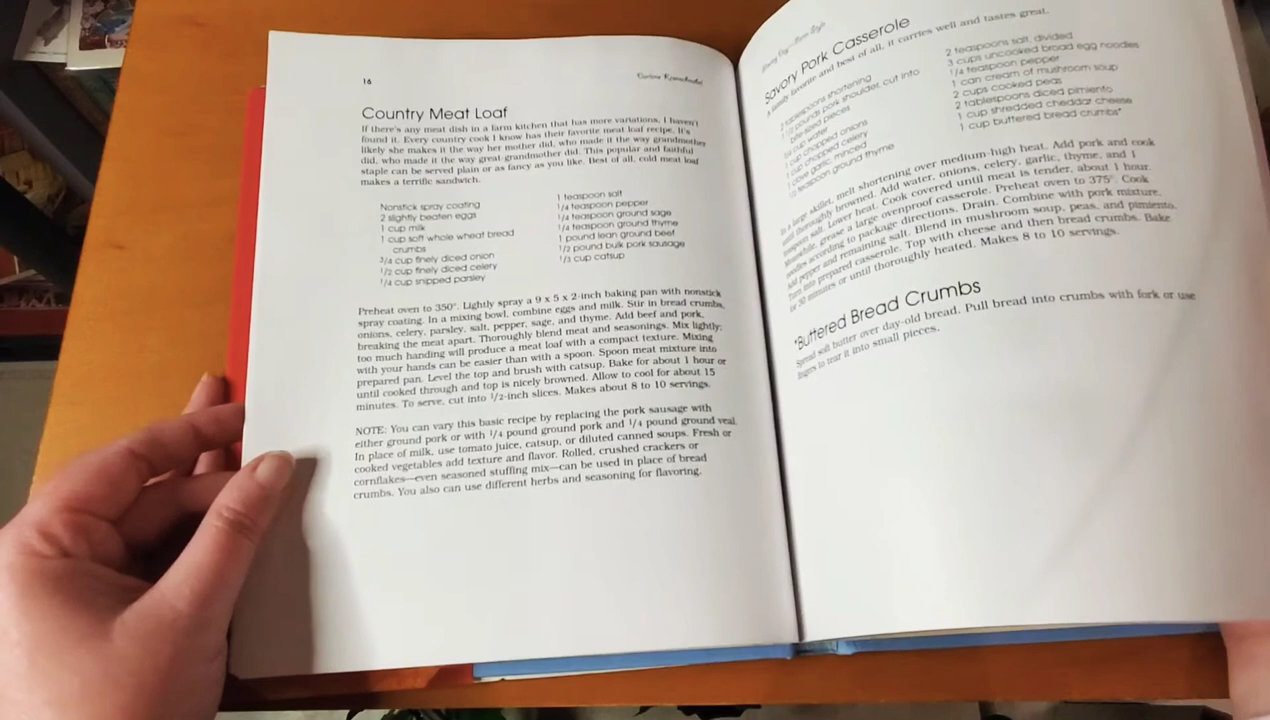 16
Country Meat Loaf
If there's any meat dish in a farm kitchen that has more variations, I haven't
found it. Every country cook I know has their favorite meat loaf recipe. It's
likely she makes it the way her mother did, who made it the way grandmother
did, who made it the way great-grandmother did. This popular and faithful
staple can be served plain or as fancy as you like. Best of all, cold meat loaf
makes a terrific sandwich.
Nonstick spray coating
2 slightly beaten eggs
1 cup milk
1 cup soft whole wheat bread
crumbs
3/4 cup finely diced onion
1/2 cup finely diced celery
1/4 cup snipped parsley
1 teaspoon salt
1/4 teaspoon pepper
1/4 teaspoon ground sage
1/4 teaspoon ground thyme
1 pound lean ground beef
1/2 pound bulk pork sausage
1/3 cup catsup
Preheat oven to 350°. Lightly spray a 9 x 5 x 2-inch baking pan with nonstick
spray coating. In a mixing bowl, combine eggs and milk. Stir in bread crumbs,
onions, celery, parsley, salt, pepper, sage, and thyme. Add beef and pork,
breaking the meat apart. Thoroughly blend meat and seasonings. Mix lightly;
too much handing will produce a meat loaf with a compact texture. Mixing
with your hands can be easier than with a spoon. Spoon meat mixture into
prepared pan. Level the top and brush with catsup. Bake for about 1 hour or
until cooked through and top is nicely browned. Allow to cool for about 15
minutes. To serve, cut into 1/2-inch slices. Makes about 8 to 10 servings.
NOTE: You can vary this basic recipe by replacing the pork sausage with
either ground pork or with 1/4 pound ground pork and 1/4 pound ground veal.
In place of milk, use tomato juice, catsup, or diluted canned soups. Fresh or
cooked vegetables add texture and flavor. Rolled, crushed crackers or
cornflakes—even seasoned stuffing mix—can be used in place of bread
crumbs. You also can use different herbs and seasoning for flavoring.
Savory Pork Casserole
A family favorite and best of all, it carries well and tastes great.
2 tablespoons shortening
1 1/2 pounds pork shoulder, cut into
bite-sized pieces
cup water
1 cup chopped onions
1 cup chopped celery
1 clove garlic, minced
1/2 teaspoon ground thyme
2 teaspoons salt, divided
3 cups uncooked broad egg noodles
1/4 teaspoon pepper
1 can cream of mushroom soup
2 cups cooked peas
2 tablespoons diced pimiento
1 cup shredded cheddar cheese
1 cup buttered bread crumbs*
In a large skillet, melt shortening over medium-high heat. Add pork and cook
until thoroughly browned. Add water, onions, celery, garlic, thyme, and 1
teaspoon salt. Lower heat. Cook covered until meat is tender, about 1 hour.
Meanwhile, grease a large ovenproof casserole. Preheat oven to 375°. Cook
noodles according to package directions. Drain. Combine with pork mixture.
Add pepper and remaining salt. Blend in mushroom soup, peas, and pimiento.
Turn into prepared casserole. Top with cheese and then bread crumbs. Bake
for 30 minutes or until thoroughly heated. Makes 8 to 10 servings.
*Buttered Bread Crumbs
Spread soft butter over day-old bread. Pull bread into crumbs with fork or use
fingers to tear it into small pieces.